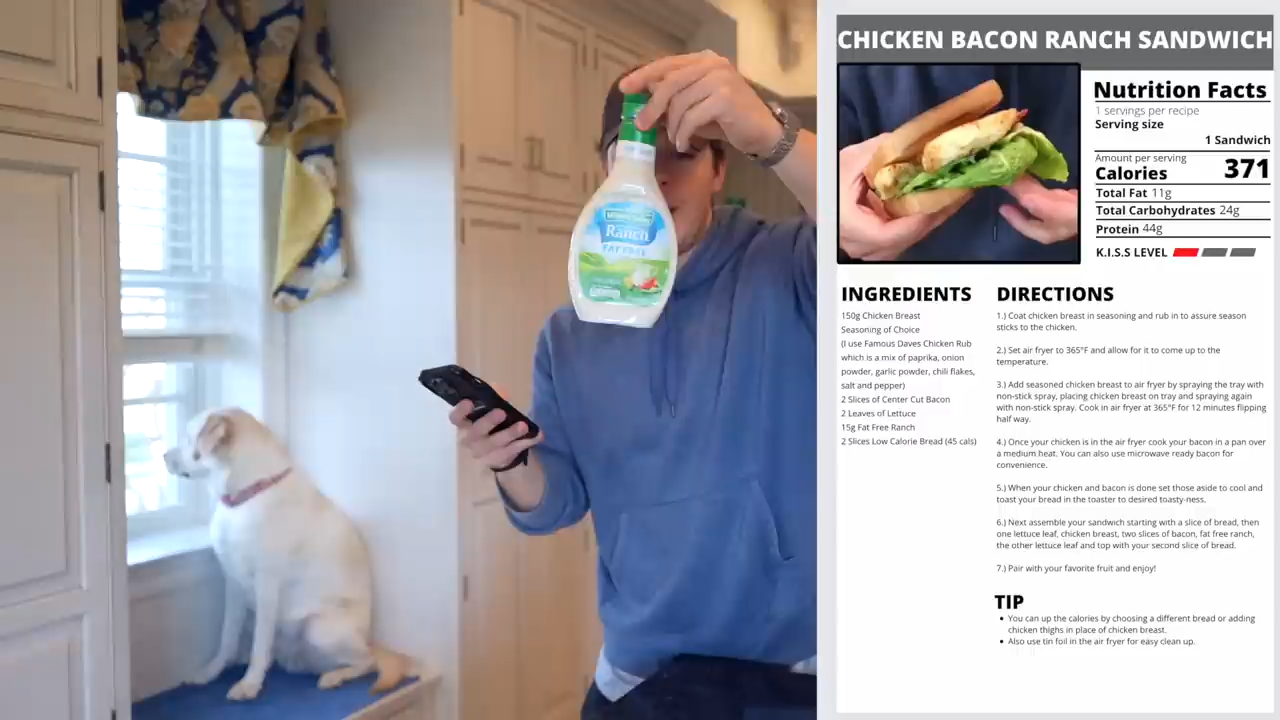 CHICKEN BACON RANCH SANDWICH
Ranch
FAT FREE
Nutrition Facts
1 servings per recipe
Serving size
1 Sandwich
Amount per serving
Calories 371
Total Fat 11g
Total Carbohydrates 24g
Protein 44g
K.I.S.S LEVEL
INGREDIENTS
150g Chicken Breast
Seasoning of Choice
(I use Famous Daves Chicken Rub
which is a mix of paprika, onion
powder, garlic powder, chili flakes,
salt and pepper)
2 Slices of Center Cut Bacon
2 Leaves of Lettuce
15g Fat Free Ranch
2 Slices Low Calorie Bread (45 cals)
DIRECTIONS
1.) Coat chicken breast in seasoning and rub in to assure season
sticks to the chicken.
2.) Set air fryer to 365°F and allow for it to come up to the
temperature.
3.) Add seasoned chicken breast to air fryer by spraying the tray with
non-stick spray, placing chicken breast on tray and spraying again
with non-stick spray. Cook in air fryer at 365°F for 12 minutes flipping
half way.
4.) Once your chicken is in the air fryer cook your bacon in a pan over
a medium heat. You can also use microwave ready bacon for
convenience.
5.) When your chicken and bacon is done set those aside to cool and
toast your bread in the toaster to desired toasty-ness.
6.) Next assemble your sandwich starting with a slice of bread, then
one lettuce leaf, chicken breast, two slices of bacon, fat free ranch,
the other lettuce leaf and top with your second slice of bread.
7.) Pair with your favorite fruit and enjoy!
TIP
• You can up the calories by choosing a different bread or adding
chicken thighs in place of chicken breast.
• Also use tin foil in the air fryer for easy clean up.